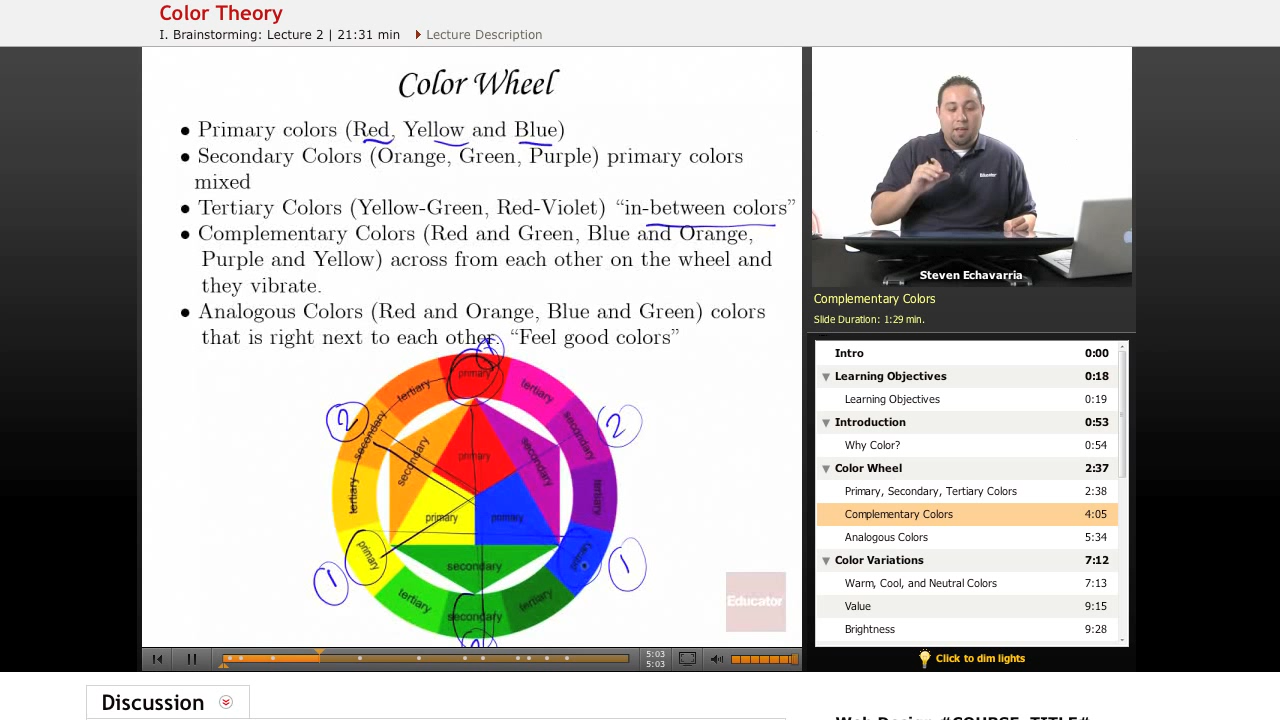 Color Theory
I. Brainstorming: Lecture 2 | 21:31 min Lecture Description
Color Wheel
• Primary colors (Red, Yellow and Blue)
• Secondary Colors (Orange, Green, Purple) primary colors
mixed
• Tertiary Colors (Yellow-Green, Red-Violet) “in-between colors”
• Complementary Colors (Red and Green, Blue and Orange,
Purple and Yellow) across from each other on the wheel and
they vibrate.
• Analogous Colors (Red and Orange, Blue and Green) colors
that is right next to each other. “Feel good colors”
primary
tertiary
tertiary
2
secondary
secondary
2
primary
secondary
secondary
tertiary
tertiary
primary
primary
primary
1
1
secondary
tertiary
tertiary
secondary
Educator
5:03
5:03
Educator
Steven Echavarria
Complementary Colors
Slide Duration: 1:29 min.
Intro 0:00
Learning Objectives 0:18
Learning Objectives 0:19
Introduction 0:53
Why Color? 0:54
Color Wheel 2:37
Primary, Secondary, Tertiary Colors 2:38
Complementary Colors 4:05
Analogous Colors 5:34
Color Variations 7:12
Warm, Cool, and Neutral Colors 7:13
Value 9:15
Brightness 9:28
Click to dim lights
Discussion
Web Design #COURSE_TITLE#